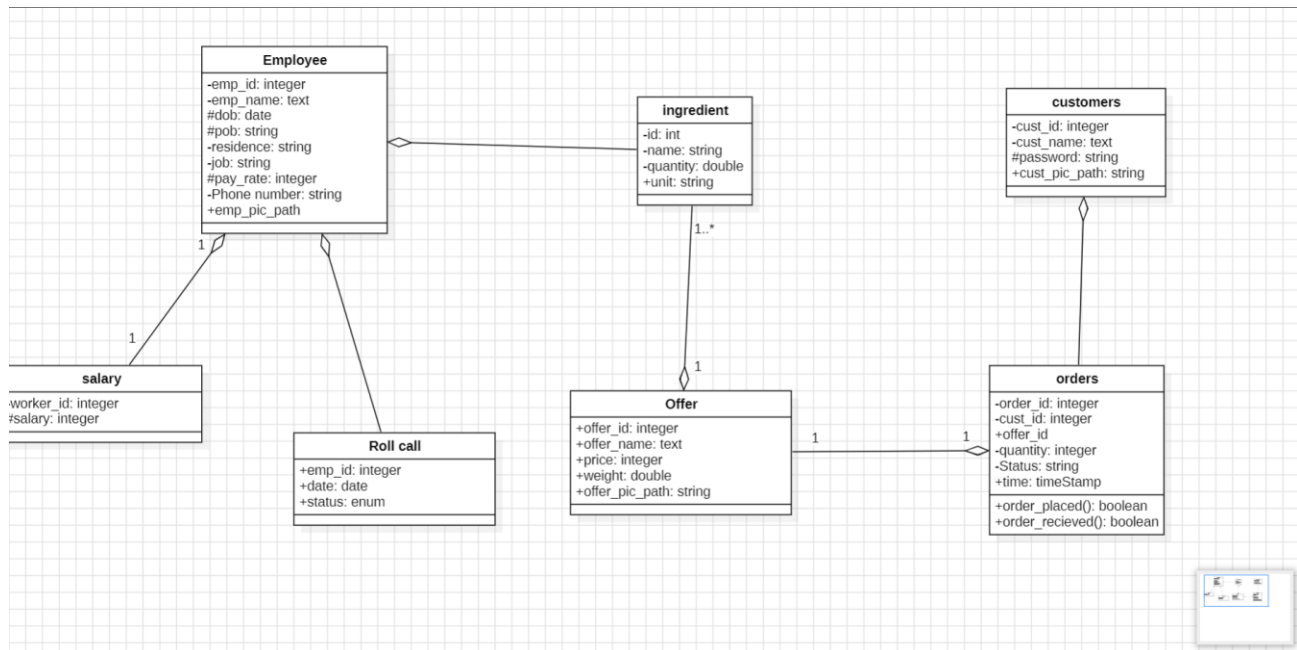 Employee
-emp_id: integer
-emp_name: text
#dob: date
#pob: string
-residence: string
-job: string
#pay_rate: integer
-Phone number: string
+emp_pic_path
ingredient
-id: int
-name: string
-quantity: double
+unit: string
customers
-cust_id: integer
-cust_name: text
#password: string
+cust_pic_path: string
1
1..*
1
1
1
1
salary
-worker_id: integer
#salary: integer
Roll call
+emp_id: integer
+date: date
+status: enum
Offer
+offer_id: integer
+offer_name: text
+price: integer
+weight: double
+offer_pic_path: string
orders
-order_id: integer
-cust_id: integer
+offer_id
-quantity: integer
-Status: string
+time: timeStamp
+order_placed(): boolean
+order_recieved(): boolean